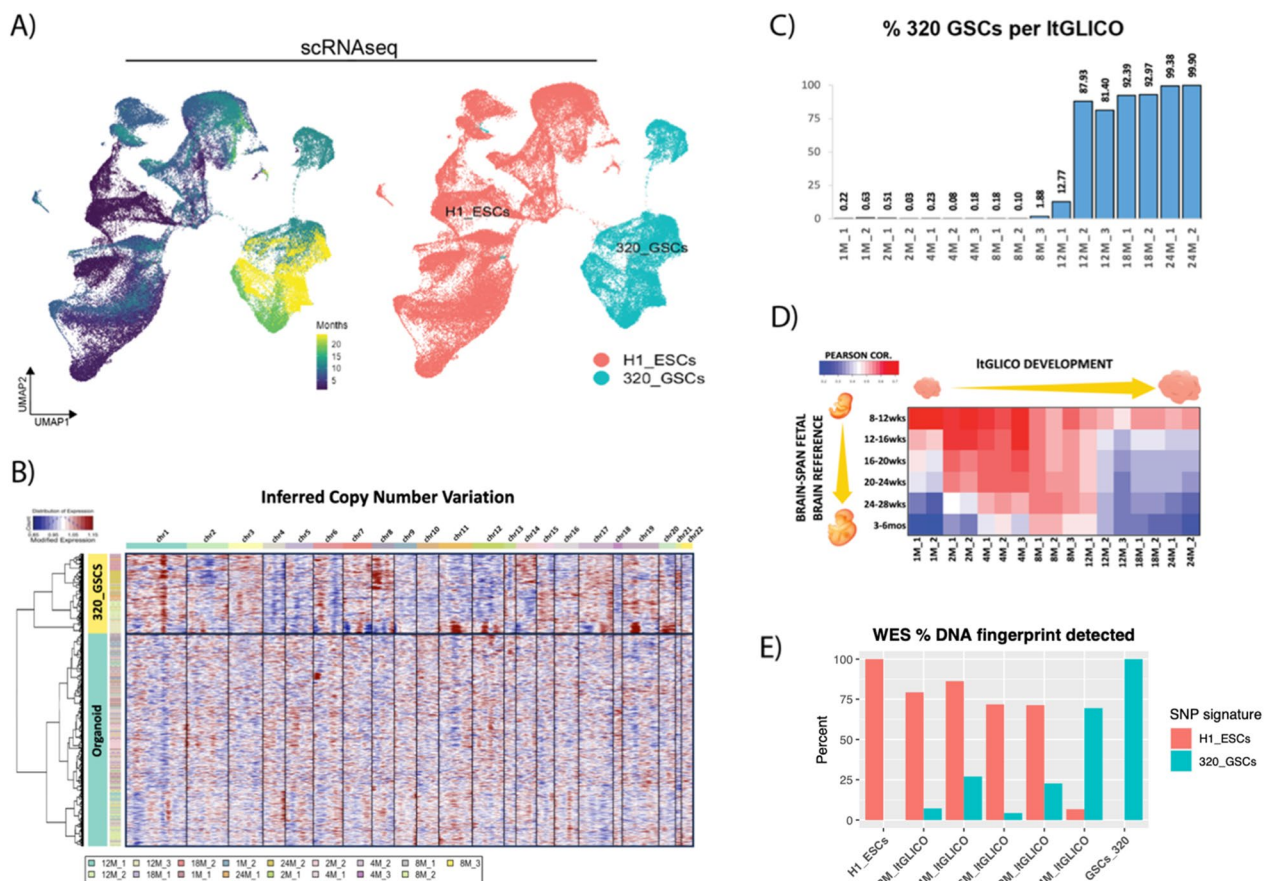 A)
scRNAseq
H1_ESCs
320_GSCs
Months
20
15
10
5
H1_ESCs
320_GSCs
UMAP2
UMAP1
B)
Inferred Copy Number Variation
Distribution of Expression
Modified Expression
chr1 chr2 chr3 chr4 chr5 chr6 chr7 chr8 chr9 chr10 chr11 chr12 chr13 chr14 chr15 chr16 chr17 chr18 chr19 chr20 chr21 chr22
320_GSCS
Organoid
12M_1 12M_3 18M_2 1M_2 24M_2 2M_2 4M_2 8M_1 8M_3
12M_2 18M_1 1M_1 24M_1 2M_1 4M_1 4M_3 8M_2
C)
% 320 GSCs per ltGLICO
100
75
50
25
0
0.22 0.63 0.51 0.03 0.23 0.08 0.18 0.18 0.10 1.88 12.77 87.93 81.40 92.39 92.97 99.38 99.90
1M_1 1M_2 2M_1 2M_2 4M_1 4M_2 4M_3 8M_1 8M_2 8M_3 12M_1 12M_2 12M_3 18M_1 18M_2 24M_1 24M_2
D)
PEARSON COR.
ltGLICO DEVELOPMENT
BRAIN-SPAN FETAL
BRAIN REFERENCE
8-12wks
12-16wks
16-20wks
20-24wks
24-28wks
3-6mos
1M_1 1M_2 2M_1 2M_2 4M_1 4M_2 4M_3 8M_1 8M_2 8M_3 12M_1 12M_2 12M_3 18M_1 18M_2 24M_1 24M_2
E)
WES % DNA fingerprint detected
Percent
100
75
50
25
0
SNP signature
H1_ESCs
320_GSCs
H1_ESCs
GSCs_320